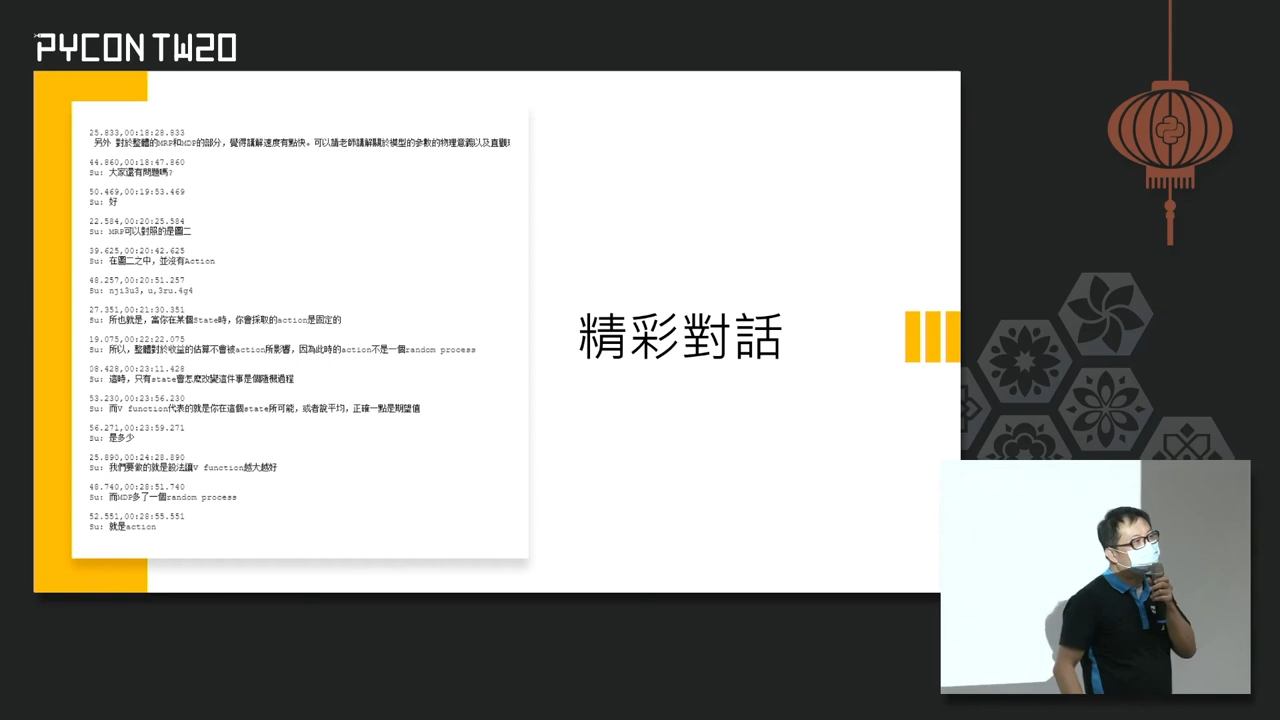 PYCON TW20
25.833,00:18:28.833
另外 對於整體的MRP和MDP的部分，覺得講解速度有點快。可以請老師講解關於模型的參數的物理意義以及直觀
44.860,00:18:47.860
Su: 大家還有問題嗎?
50.469,00:19:53.469
Su: 好
22.584,00:20:25.584
Su: MRP可以對照的是圖二
39.625,00:20:42.625
Su: 在圖二之中，並沒有Action
48.257,00:20:51.257
Su: nji3u3, u,3ru.4g4
27.351,00:21:30.351
Su: 所也就是，當你在某個State時，你會採取的action是固定的
19.075,00:22:22.075
Su: 所以，整體對於收益的估算不會被action所影響，因為此時的action不是一個random process
08.428,00:23:11.428
Su: 這時，只有state會怎麼改變這件事是個隨機過程
53.230,00:23:56.230
Su: 而V function代表的就是你在這個state所可能，或者說平均，正確一點是期望值
56.271,00:23:59.271
Su: 是多少
25.890,00:24:28.890
Su: 我們要做的就是設法讓V function越大越好
48.740,00:28:51.740
Su: 而MDP多了一個random process
52.551,00:28:55.551
Su: 就是action
精彩對話